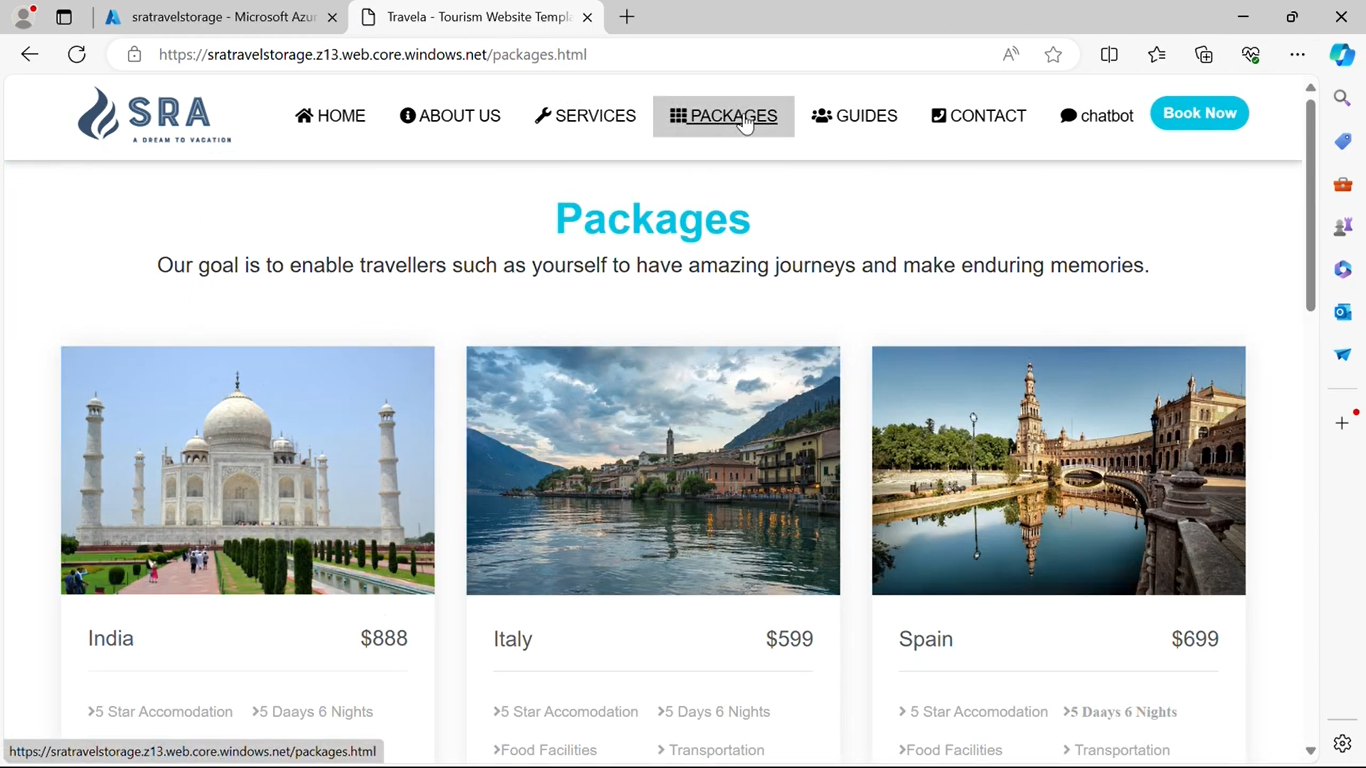 sratravelstorage - Microsoft Azu
Travela - Tourism Website Templa
https://sratravelstorage.z13.web.core.windows.net/packages.html
SRA
A DREAM TO VACATION
HOME
ABOUT US
SERVICES
PACKAGES
GUIDES
CONTACT
chatbot
Book Now
Packages
Our goal is to enable travellers such as yourself to have amazing journeys and make enduring memories.
India $888
5 Star Accomodation 5 Daays 6 Nights
Italy $599
5 Star Accomodation 5 Days 6 Nights
Food Facilities Transportation
Spain $699
5 Star Accomodation 5 Daays 6 Nights
Food Facilities Transportation
https://sratravelstorage.z13.web.core.windows.net/packages.html